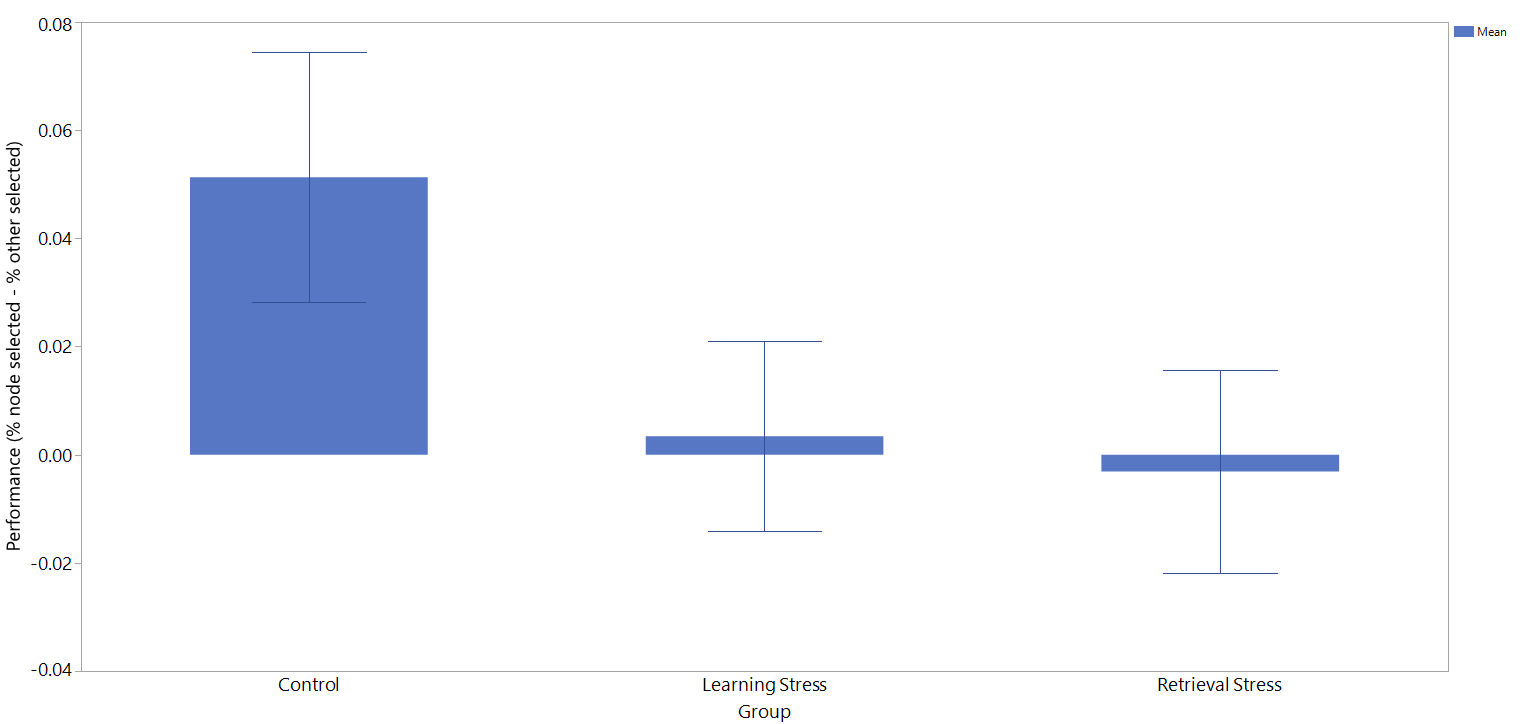 0.08
0.06
0.04
0.02
0.00
-0.02
-0.04
Performance (% node selected - % other selected)
Control
Learning Stress
Retrieval Stress
Group
Mean